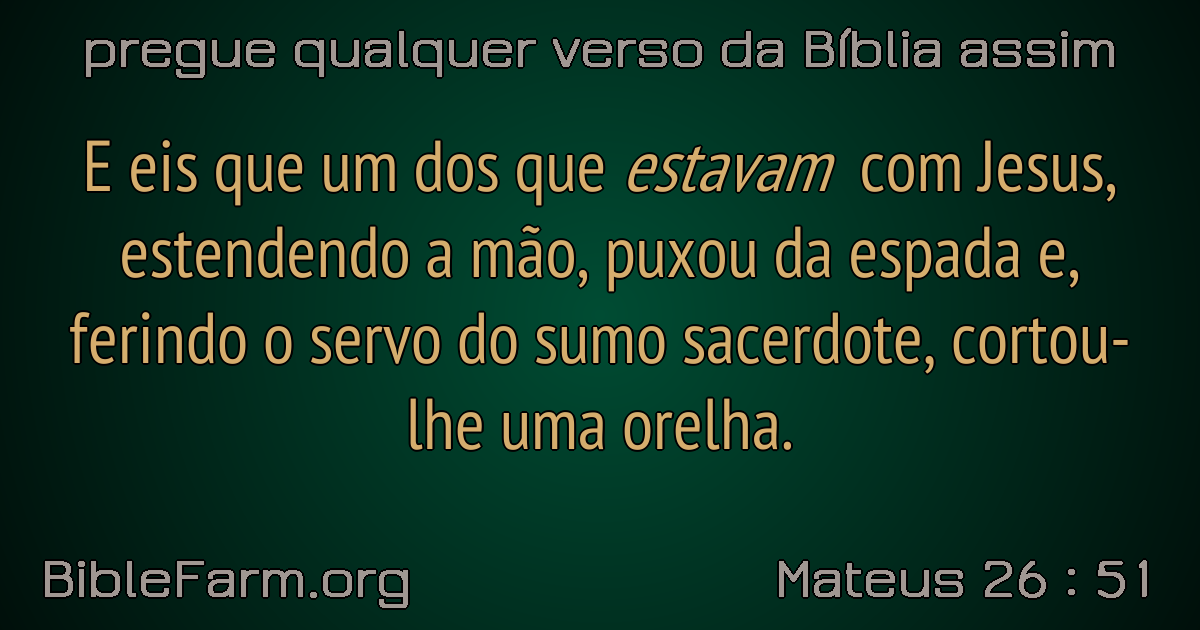 pregue qualquer verso da Bíblia assim
E eis que um dos que estavam com Jesus,
estendendo a mão, puxou da espada e,
ferindo o servo do sumo sacerdote, cortou-
lhe uma orelha.
BibleFarm.org
Mateus 26 : 51